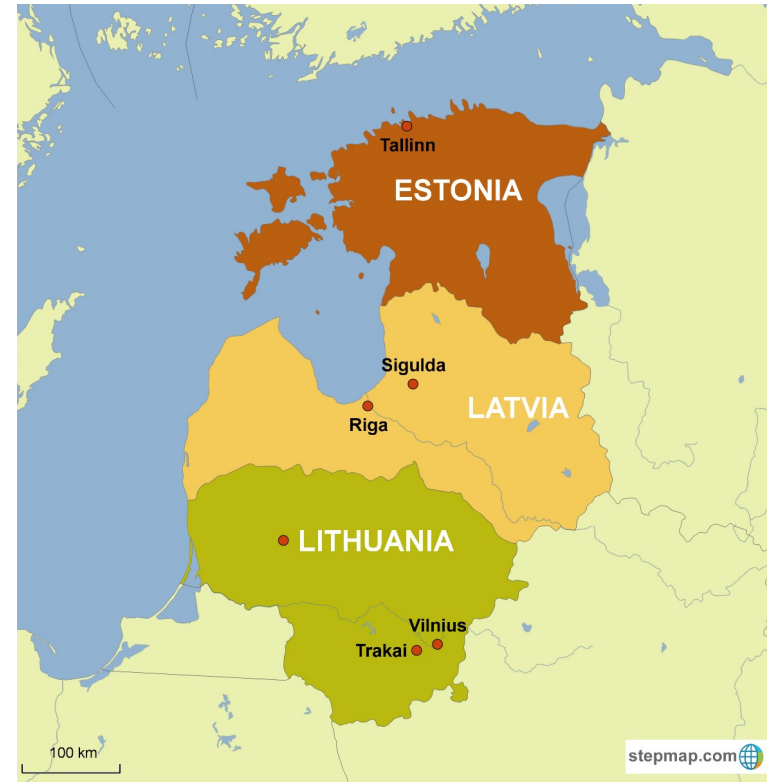 Tallinn
ESTONIA
Sigulda
LATVIA
Riga
LITHUANIA
Vilnius
Trakai
100 km
stepmap.com